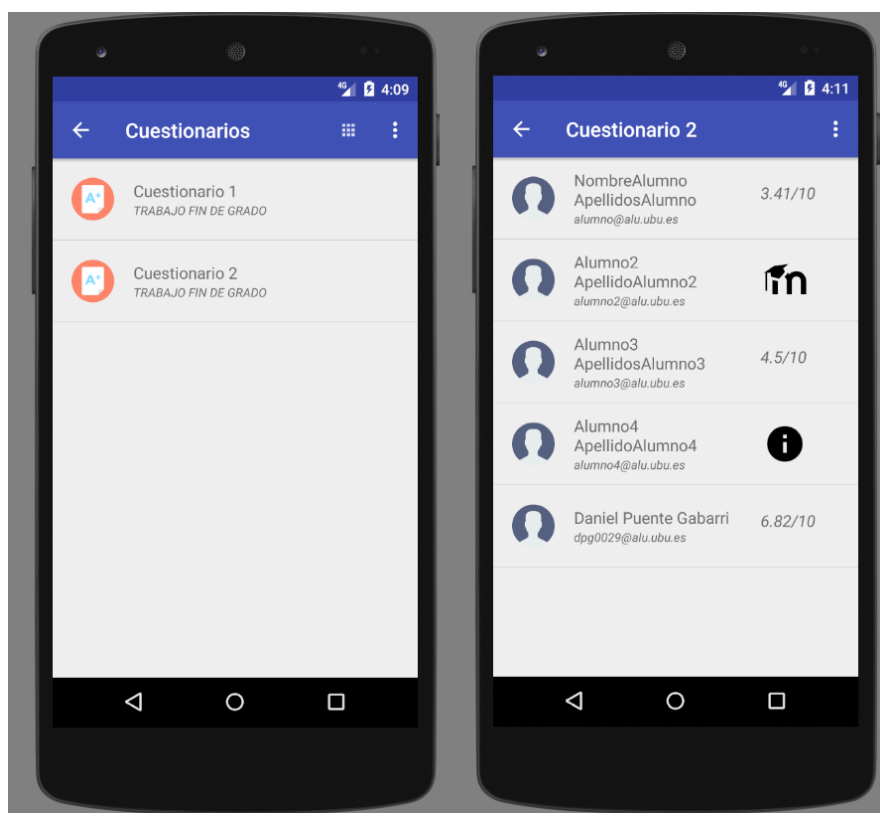 4G 4:09
Cuestionarios
A+ Cuestionario 1
TRABAJO FIN DE GRADO
A+ Cuestionario 2
TRABAJO FIN DE GRADO
4G 4:11
Cuestionario 2
NombreAlumno
ApellidosAlumno
alumno@alu.ubu.es
3.41/10
Alumno2
ApellidoAlumno2
alumno2@alu.ubu.es
m
Alumno3
ApellidosAlumno3
alumno3@alu.ubu.es
4.5/10
Alumno4
ApellidoAlumno4
alumno4@alu.ubu.es
i
Daniel Puente Gabarri
dpg0029@alu.ubu.es
6.82/10